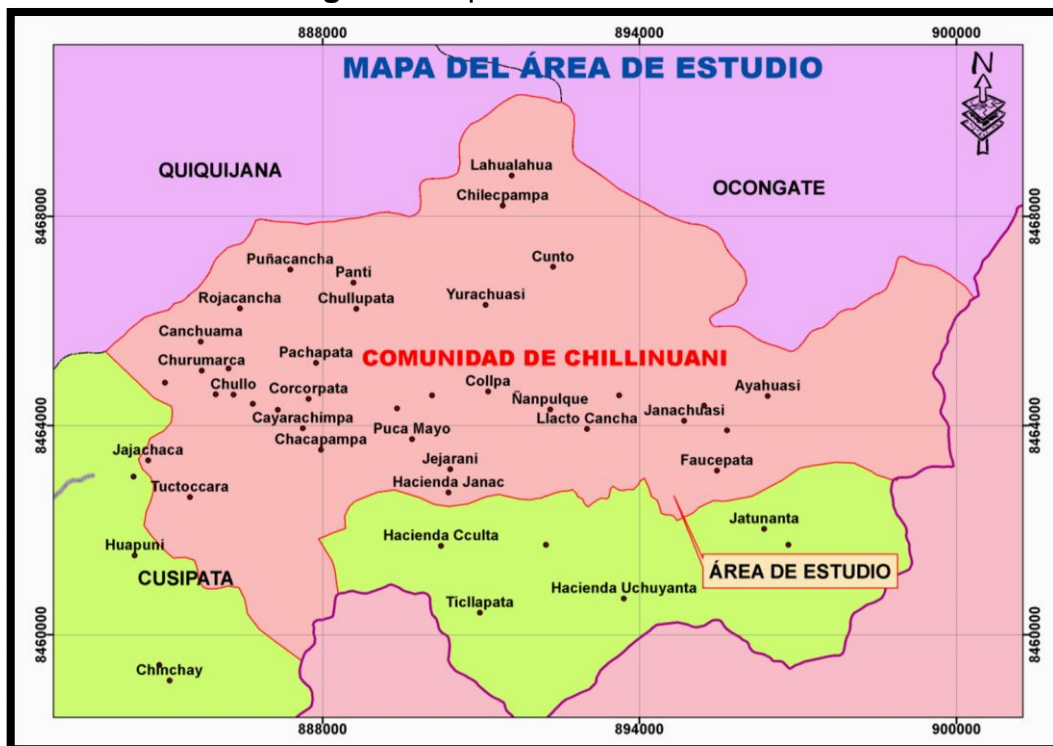 888000
894000
900000
MAPA DEL ÁREA DE ESTUDIO
N
QUIQUIJANA
OCONGATE
Lahualahua
Chilecpampa
8468000
8468000
Puñacancha
Panti
Cunto
Rojacancha
Chullupata
Yurachuasi
Canchuama
Churumarca
Pachapata
COMUNIDAD DE CHILLINUANI
Chullo
Corcorpata
Collpa
Ayahuasi
Cayarachimpa
Ñanpulque
Janachuasi
Llacto Cancha
8464000
8464000
Chacapampa
Puca Mayo
Jajachaca
Jejarani
Faucepata
Tuctoccara
Hacienda Janac
Jatunanta
Huapuni
Hacienda Cculta
CUSIPATA
ÁREA DE ESTUDIO
Hacienda Uchuyanta
Ticllapata
8460000
8460000
Chinchay
888000
894000
900000